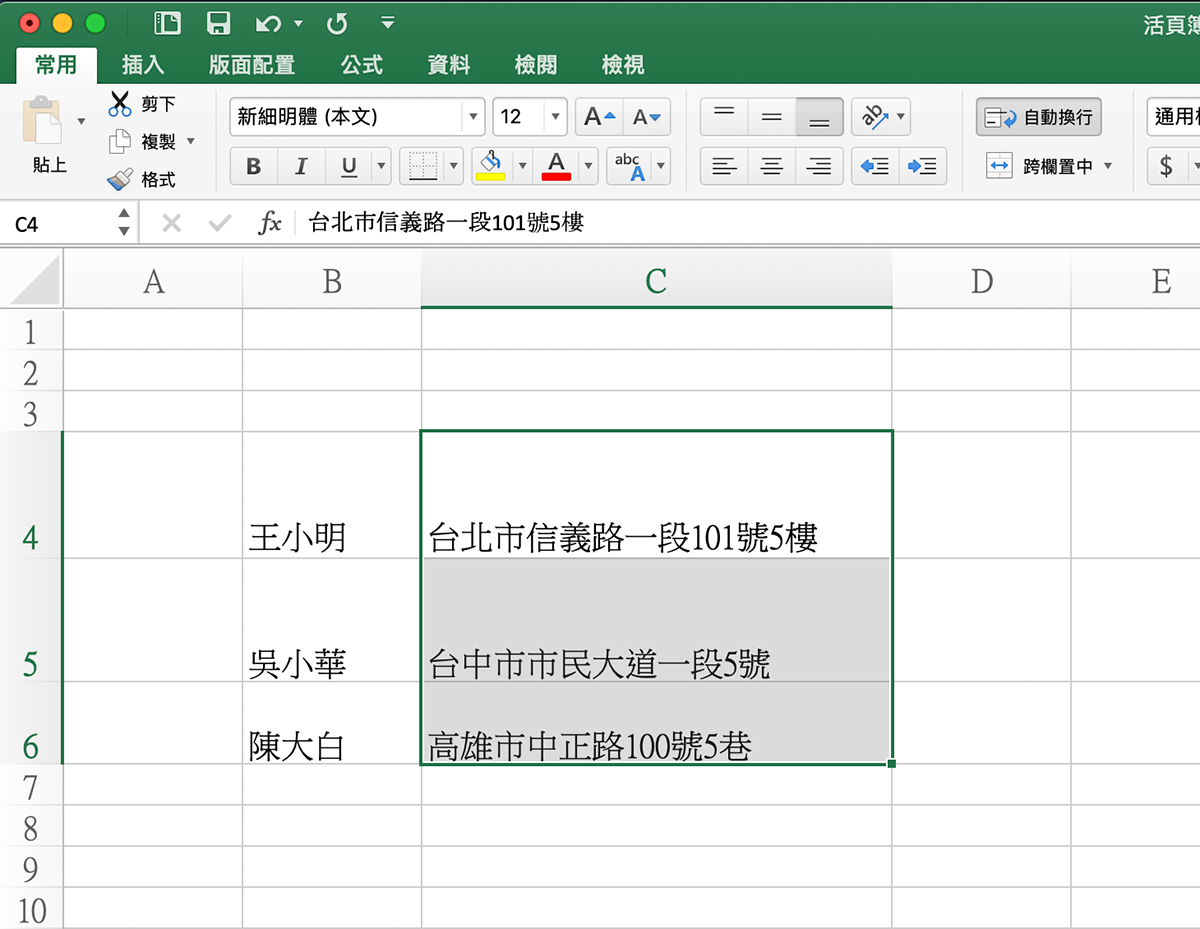 活頁簿
常用 插入 版面配置 公式 資料 檢閱 檢視
貼上 剪下 複製 格式
新細明體 (本文) 12 A A
自動換行
B I U A abc A
跨欄置中 $
C4 fx 台北市信義路一段101號5樓
A B C D E
1
2
3
4 王小明 台北市信義路一段101號5樓
5 吳小華 台中市市民大道一段5號
6 陳大白 高雄市中正路100號5巷
7
8
9
10